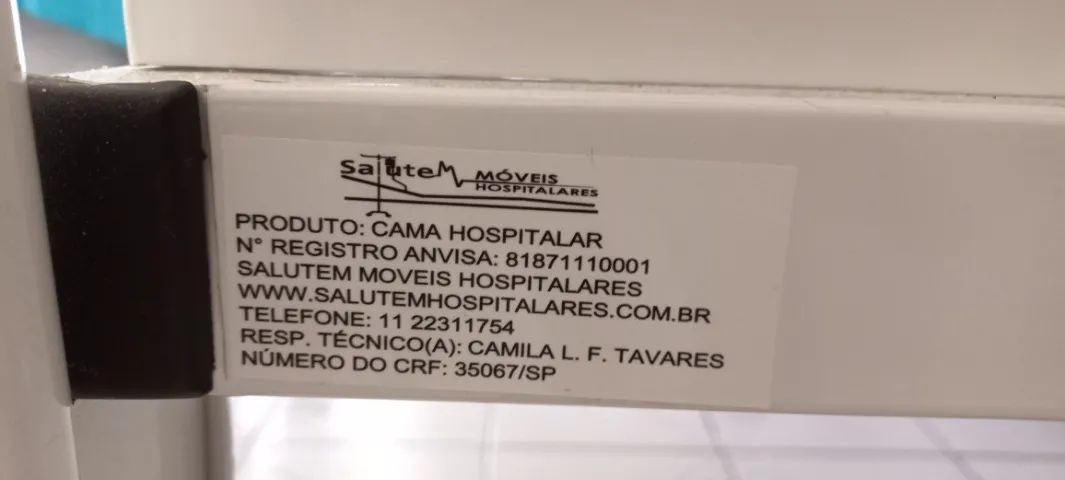 SaluteM MÓVEIS
HOSPITALARES
PRODUTO: CAMA HOSPITALAR
N° REGISTRO ANVISA: 81871110001
SALUTEM MOVEIS HOSPITALARES
WWW.SALUTEMHOSPITALARES.COM.BR
TELEFONE: 11 22311754
RESP. TÉCNICO(A): CAMILA L. F. TAVARES
NÚMERO DO CRF: 35067/SP